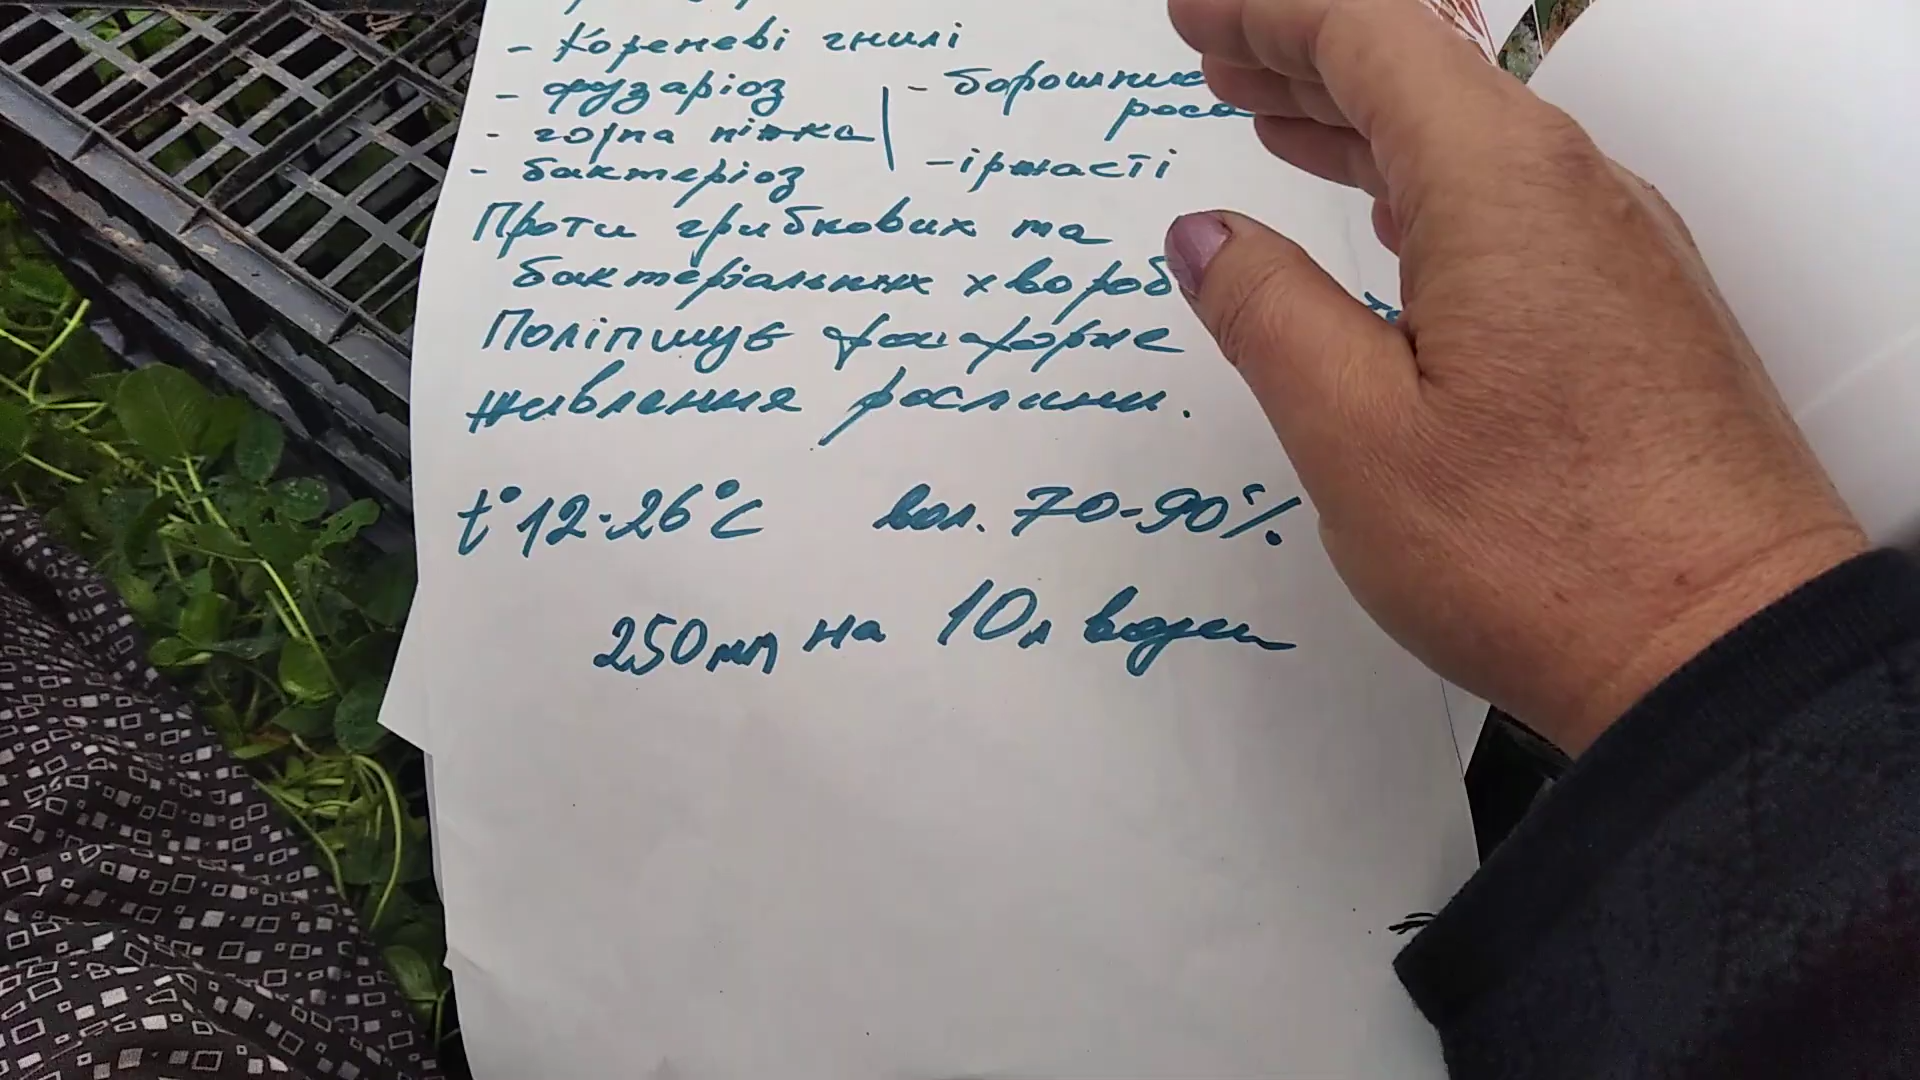 - Кореневі гнилі
- фузаріоз
- чорна ніжка
- бактеріоз
- борошнис
роса
- іржасті
Проти грибкових та
бактеріальних хвороб
Поліпшує фосфорне
живлення рослини.
t° 12-26°C вол. 70-90%
250мл на 10л води